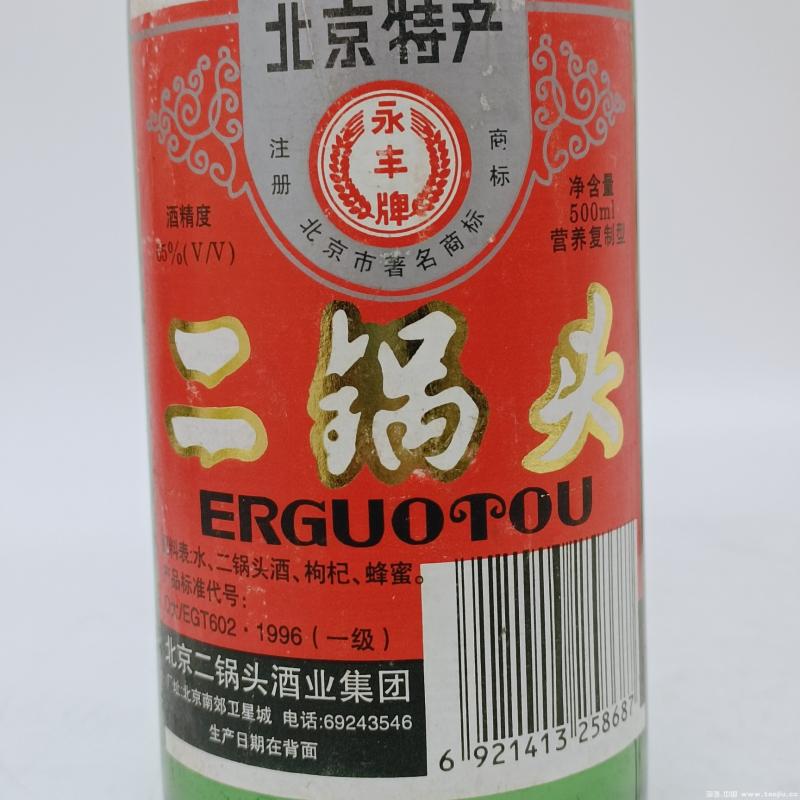 北京特产
永丰牌
注册
商标
北京市著名商标
酒精度
5%(V/V)
净含量
500ml
营养复制型
二锅头
ERGUOTOU
料表:水、二锅头酒、枸杞、蜂蜜。
产品标准代号:
/EGT602·1996(一级)
北京二锅头酒业集团
厂址:北京南郊卫星城 电话:69243546
生产日期在背面
6 921413 258687